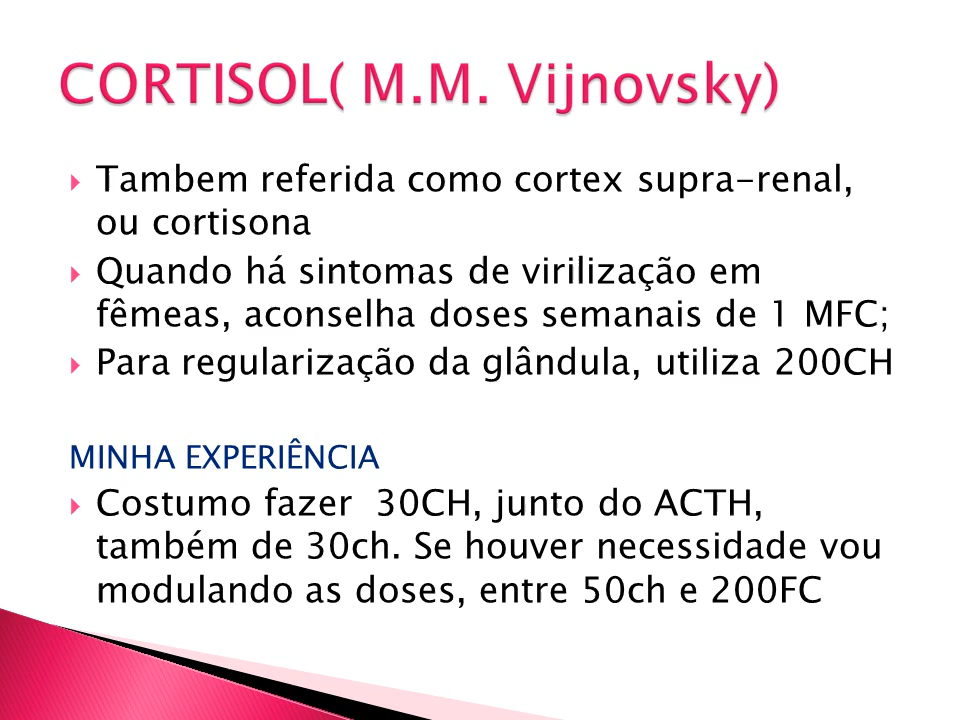 CORTISOL( M.M. Vijnovsky)
Tambem referida como cortex supra-renal,
ou cortisona
Quando há sintomas de virilização em
fêmeas, aconselha doses semanais de 1 MFC;
Para regularização da glândula, utiliza 200CH
MINHA EXPERIÊNCIA
Costumo fazer  30CH, junto do ACTH,
também de 30ch. Se houver necessidade vou
modulando as doses, entre 50ch e 200FC